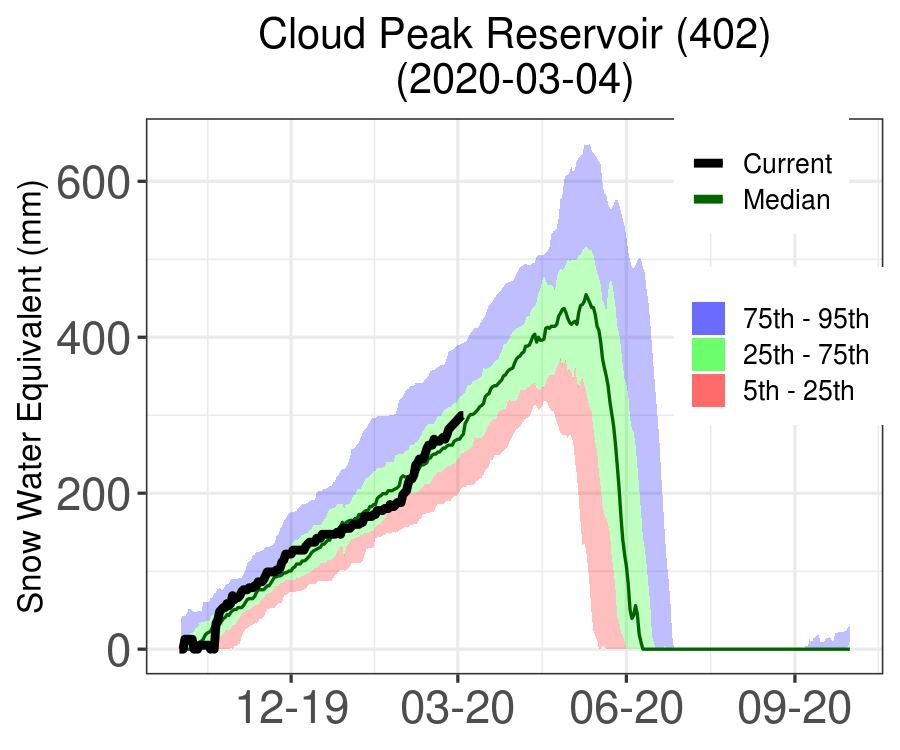 Cloud Peak Reservoir (402)
(2020-03-04)
Snow Water Equivalent (mm)
600
400
200
0
12-19
03-20
06-20
09-20
Current
Median
75th - 95th
25th - 75th
5th - 25th